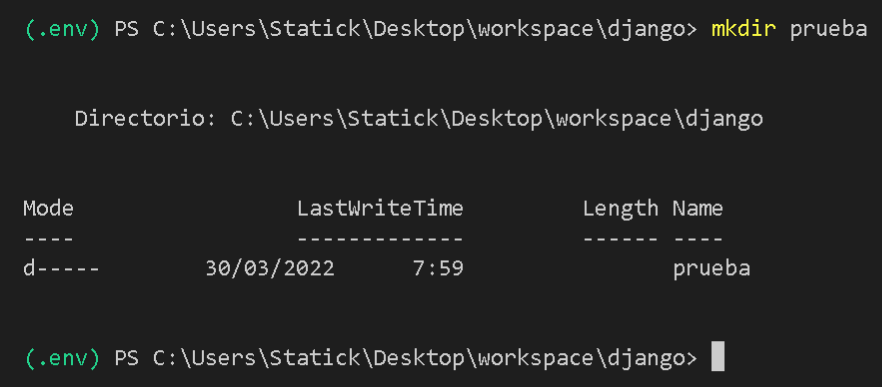 (.env) PS C:\Users\Statick\Desktop\workspace\django> mkdir prueba
Directorio: C:\Users\Statick\Desktop\workspace\django
Mode                LastWriteTime         Length Name
----                -------------         ------ ----
d-----        30/03/2022      7:59                prueba
(.env) PS C:\Users\Statick\Desktop\workspace\django>